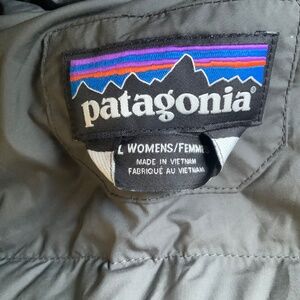 patagonia®
L WOMENS/FEMME
MADE IN VIETNAM
FABRIQUÉ AU VIETNAM